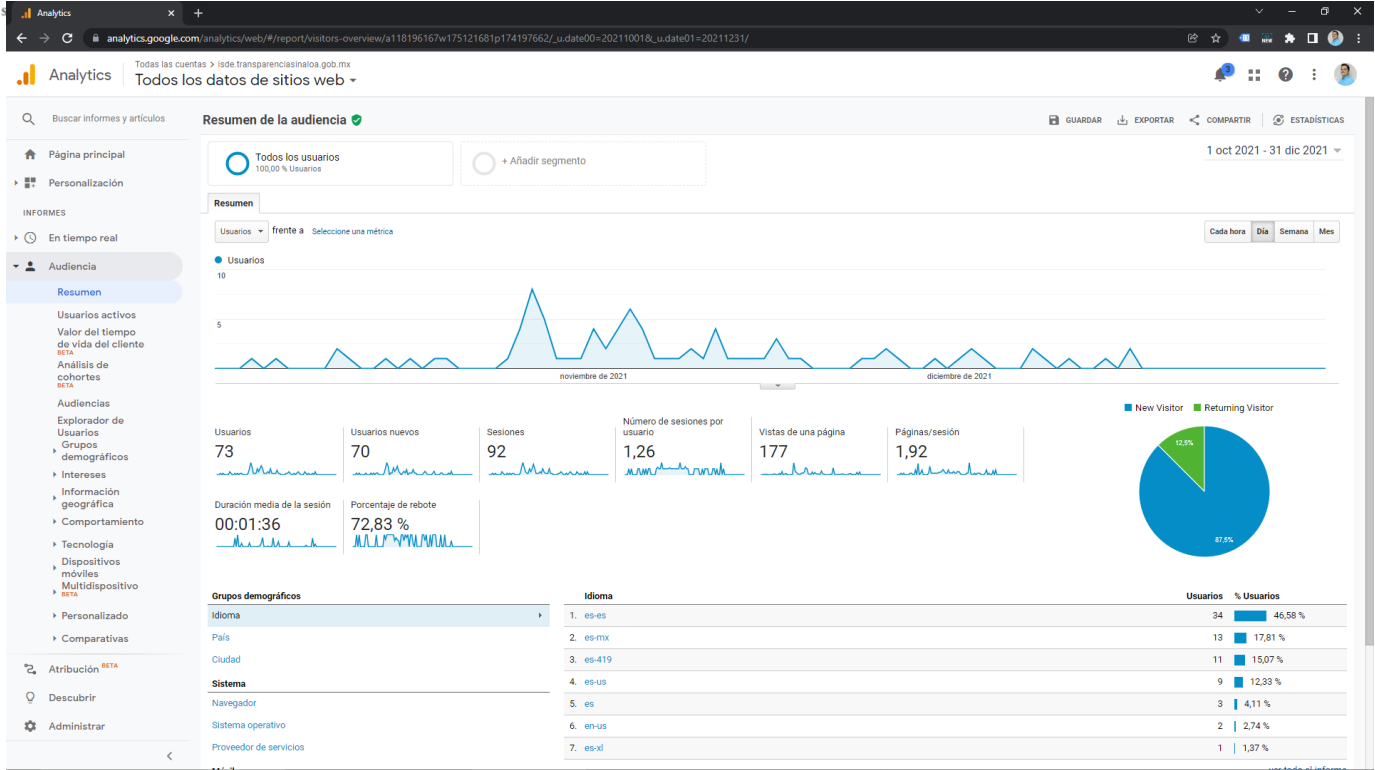 Analytics
analytics.google.com/analytics/web/#/report/visitors-overview/a118196167w175121681p174197662/_u.date00=20211001&_u.date01=20211231/
NEW
Analytics
Todas las cuentas > isde.transparenciasinaloa.gob.mx
Todos los datos de sitios web
3
Buscar informes y artículos
Página principal
Personalización
INFORMES
En tiempo real
Audiencia
Resumen
Usuarios activos
Valor del tiempo
de vida del cliente
BETA
Análisis de
cohortes
BETA
Audiencias
Explorador de
Usuarios
Grupos
demográficos
Intereses
Información
geográfica
Comportamiento
Tecnología
Dispositivos
móviles
Multidispositivo
BETA
Personalizado
Comparativas
Atribución BETA
Descubrir
Administrar
Resumen de la audiencia
GUARDAR EXPORTAR COMPARTIR ESTADÍSTICAS
Todos los usuarios
100,00 % Usuarios
+ Añadir segmento
1 oct 2021 - 31 dic 2021
Resumen
Usuarios frente a Seleccione una métrica
Cada hora Día Semana Mes
Usuarios
10
5
noviembre de 2021 diciembre de 2021
New Visitor Returning Visitor
12,5%
87,5%
Usuarios
73
Usuarios nuevos
70
Sesiones
92
Número de sesiones por
usuario
1,26
Vistas de una página
177
Páginas/sesión
1,92
Duración media de la sesión
00:01:36
Porcentaje de rebote
72,83 %
Grupos demográficos
Idioma
País
Ciudad
Sistema
Navegador
Sistema operativo
Proveedor de servicios
Idioma Usuarios % Usuarios
1. es-es 34 46,58 %
2. es-mx 13 17,81 %
3. es-419 11 15,07 %
4. es-us 9 12,33 %
5. es 3 4,11 %
6. en-us 2 2,74 %
7. es-xl 1 1,37 %